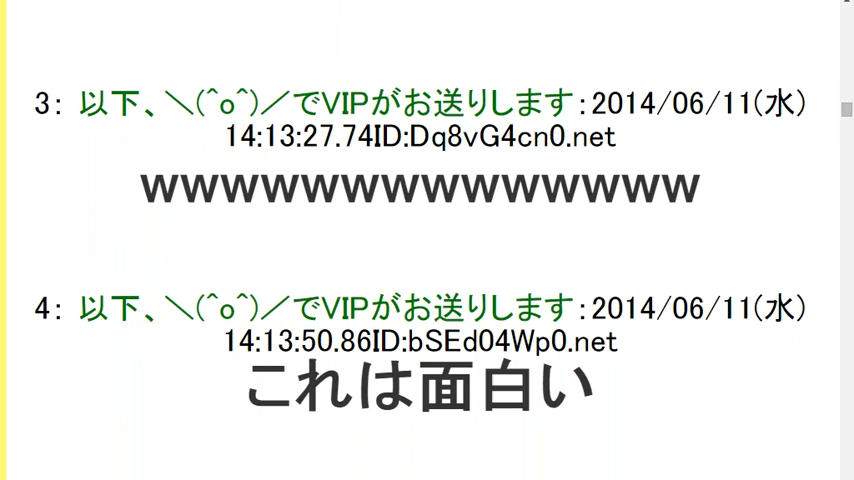 3: 以下、＼(^o^)／でVIPがお送りします:2014/06/11(水)
14:13:27.74ID:Dq8vG4cn0.net
wwwwwwwwwwwwww
4: 以下、＼(^o^)／でVIPがお送りします:2014/06/11(水)
14:13:50.86ID:bSEd04Wp0.net
これは面白い